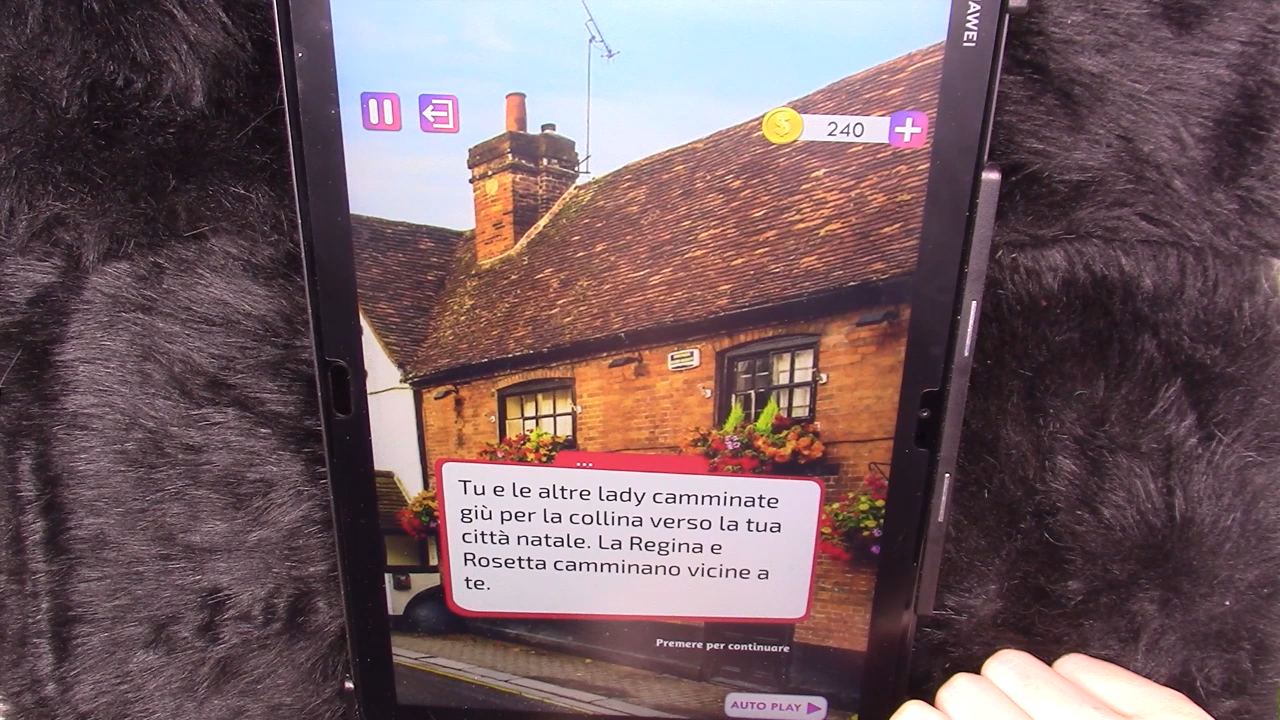 AWEI
240
...
Tu e le altre lady camminate
giù per la collina verso la tua
città natale. La Regina e
Rosetta camminano vicine a
te.
Premere per continuare
AUTO PLAY